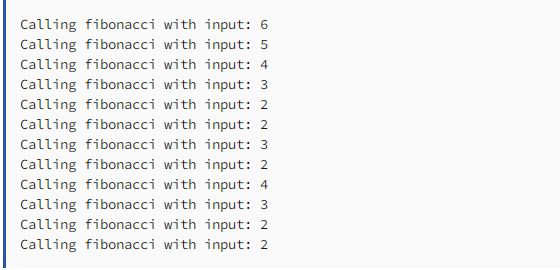 Calling fibonacci with input: 6
Calling fibonacci with input: 5
Calling fibonacci with input: 4
Calling fibonacci with input: 3
Calling fibonacci with input: 2
Calling fibonacci with input: 2
Calling fibonacci with input: 3
Calling fibonacci with input: 2
Calling fibonacci with input: 4
Calling fibonacci with input: 3
Calling fibonacci with input: 2
Calling fibonacci with input: 2